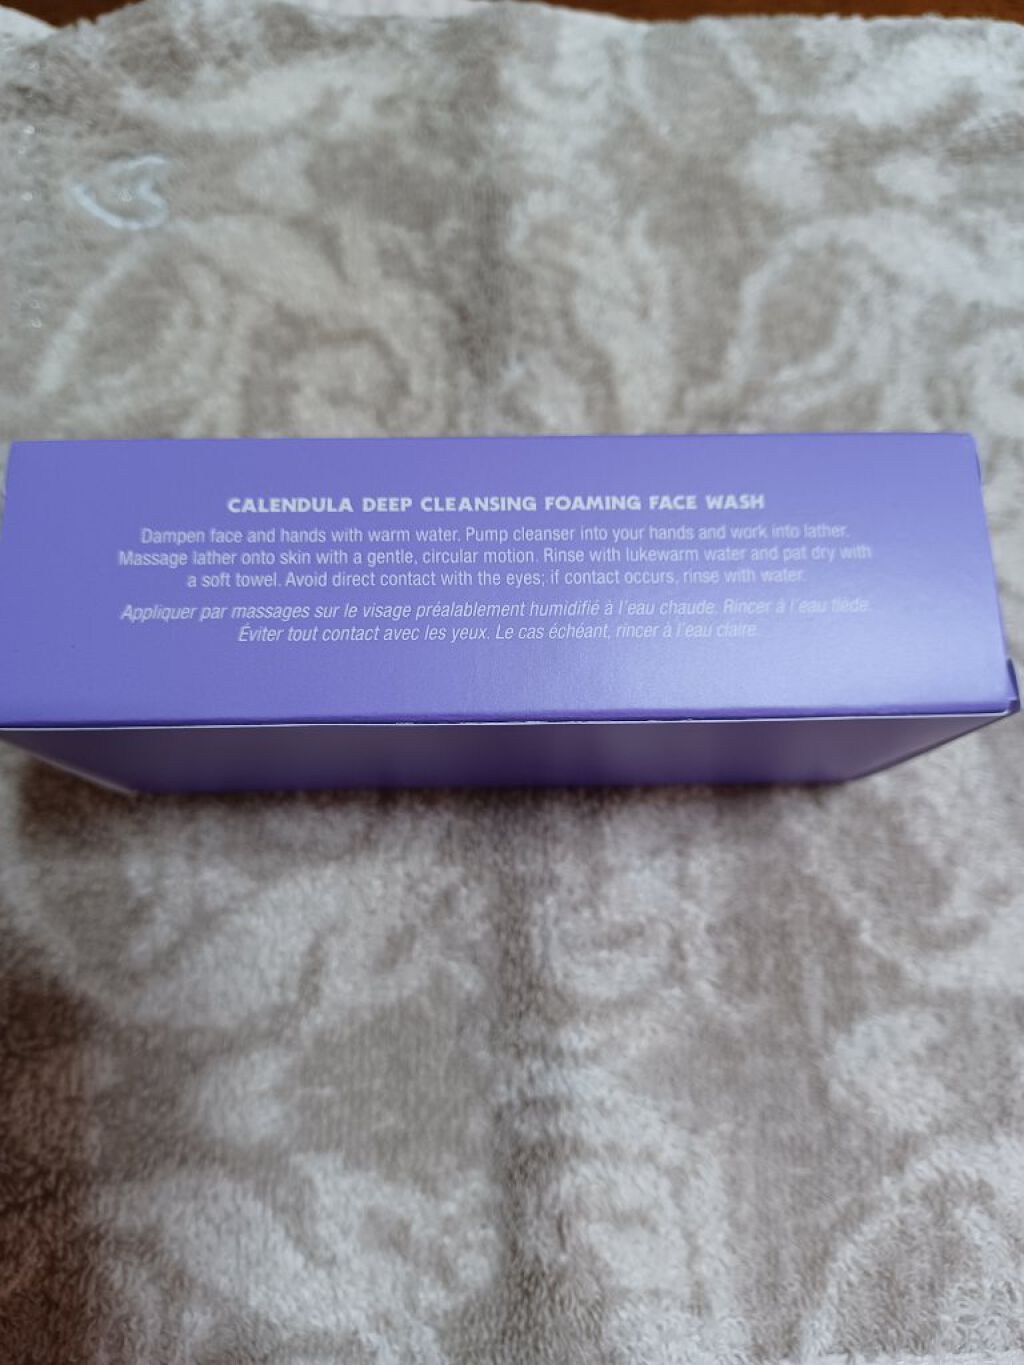 CALENDULA DEEP CLEANSING FOAMING FACE WASH
Dampen face and hands with warm water. Pump cleanser into your hands and work into lather.
Massage lather onto skin with a gentle, circular motion. Rinse with lukewarm water and pat dry with
a soft towel. Avoid direct contact with the eyes; if contact occurs, rinse with water.
Appliquer par massages sur le visage préalablement humidifié à l'eau chaude. Rincer à l'eau tiède.
Éviter tout contact avec les yeux. Le cas échéant, rincer à l'eau claire.